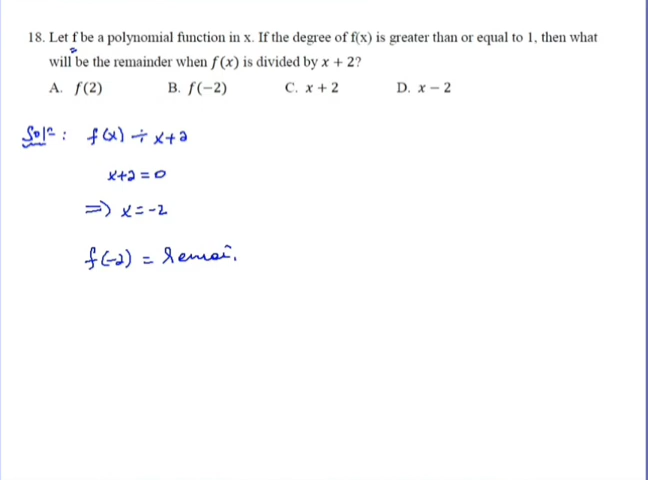 18. Let f be a polynomial function in x. If the degree of f(x) is greater than or equal to 1, then what
will be the remainder when f(x) is divided by x + 2?
A. f(2) B. f(−2) C. x + 2 D. x − 2
Solⁿ : f(x) ÷ x+2
x+2 = 0
=> x = -2
f(-2) = Remai.